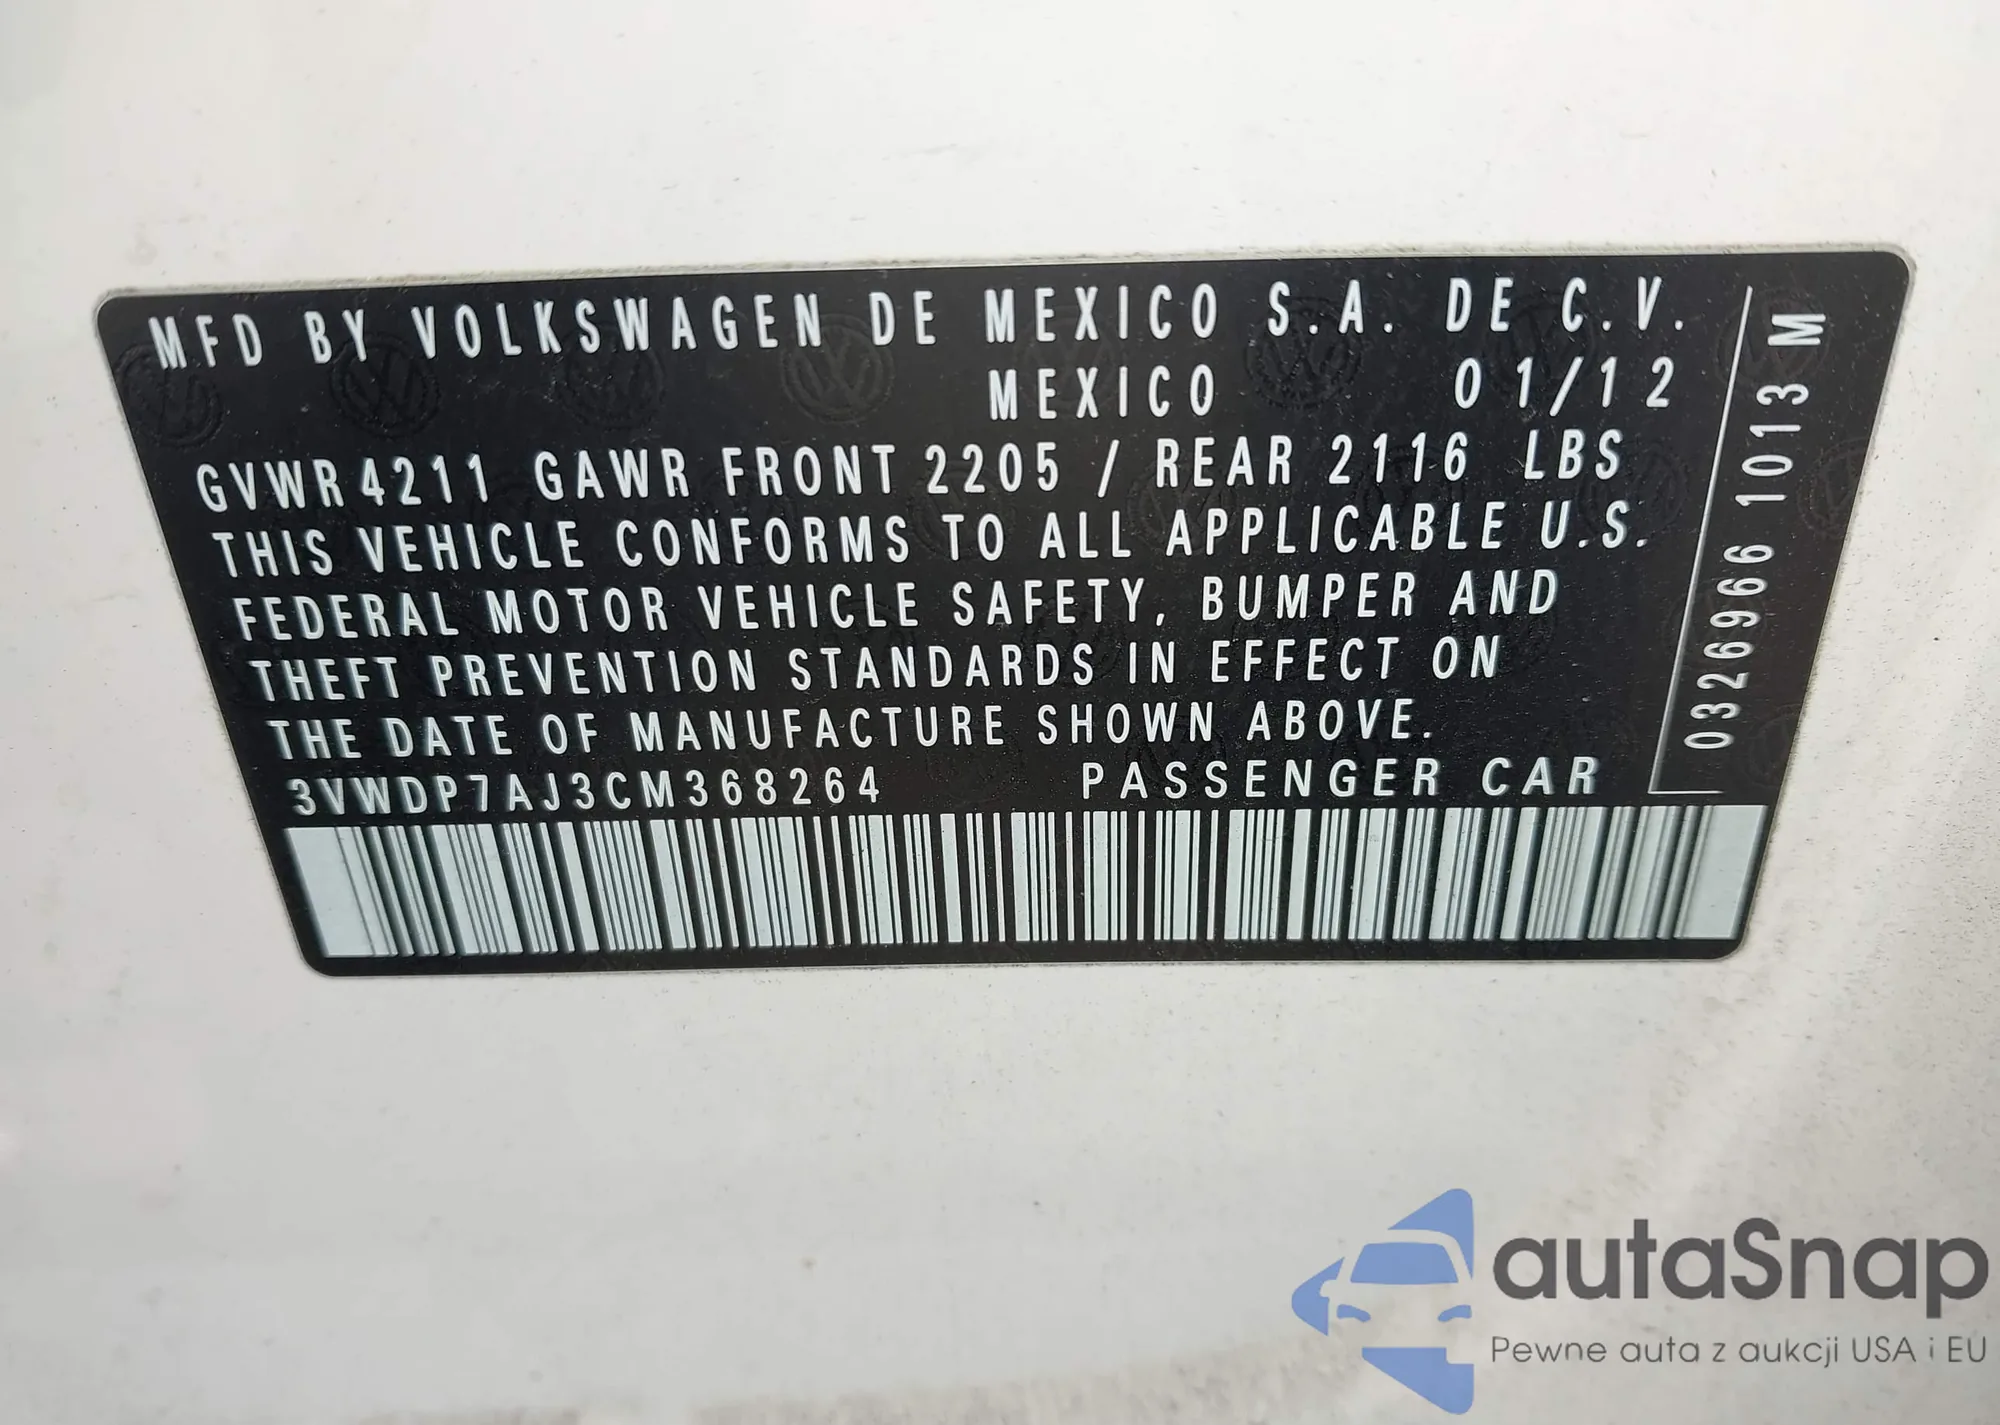 MFD BY VOLKSWAGEN DE MEXICO S.A. DE C.V.
MEXICO 01/12
GVWR 4211 GAWR FRONT 2205 / REAR 2116 LBS
THIS VEHICLE CONFORMS TO ALL APPLICABLE U.S.
FEDERAL MOTOR VEHICLE SAFETY, BUMPER AND
THEFT PREVENTION STANDARDS IN EFFECT ON
THE DATE OF MANUFACTURE SHOWN ABOVE.
3VWDP7AJ3CM368264 PASSENGER CAR
0326966 1013 M
autaSnap
Pewne auta z aukcji USA i EU